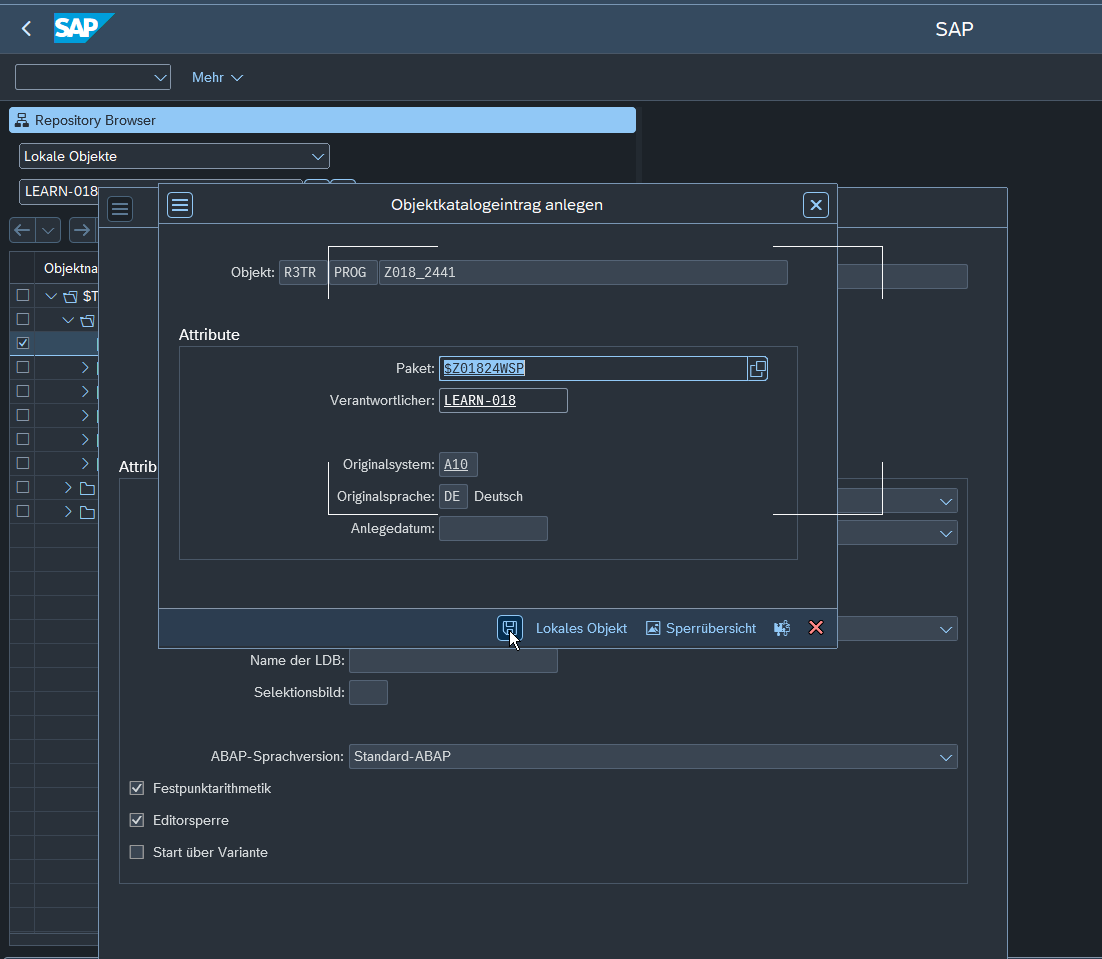 SAP
SAP
Mehr
Repository Browser
Lokale Objekte
LEARN-018
Objektkatalogeintrag anlegen
Objekt: R3TR PROG Z018_2441
Objektna
$T
Attribute
Paket: $Z01824WSP
Verantwortlicher: LEARN-018
Originalsystem: A10
Attrib
Originalsprache: DE Deutsch
Anlegedatum:
Lokales Objekt Sperrübersicht
Name der LDB:
Selektionsbild:
ABAP-Sprachversion: Standard-ABAP
Festpunktarithmetik
Editorsperre
Start über Variante